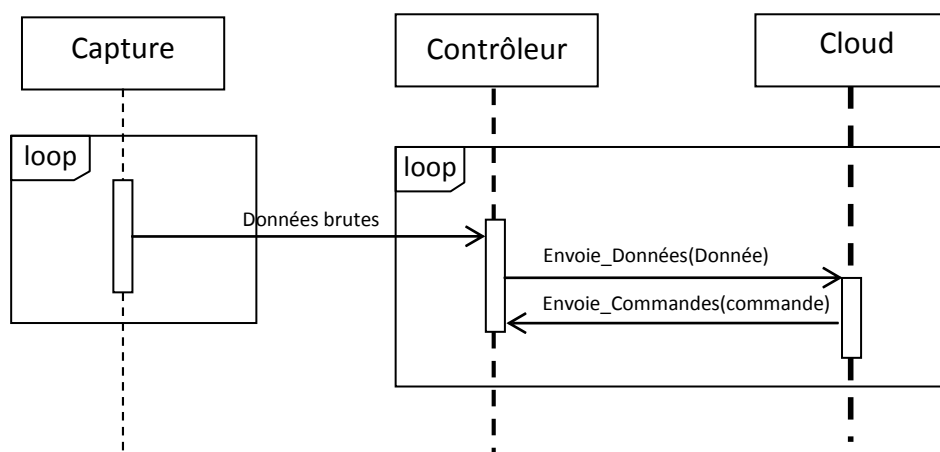 Capture
Contrôleur
Cloud
loop
loop
Données brutes
Envoie_Données(Donnée)
Envoie_Commandes(commande)